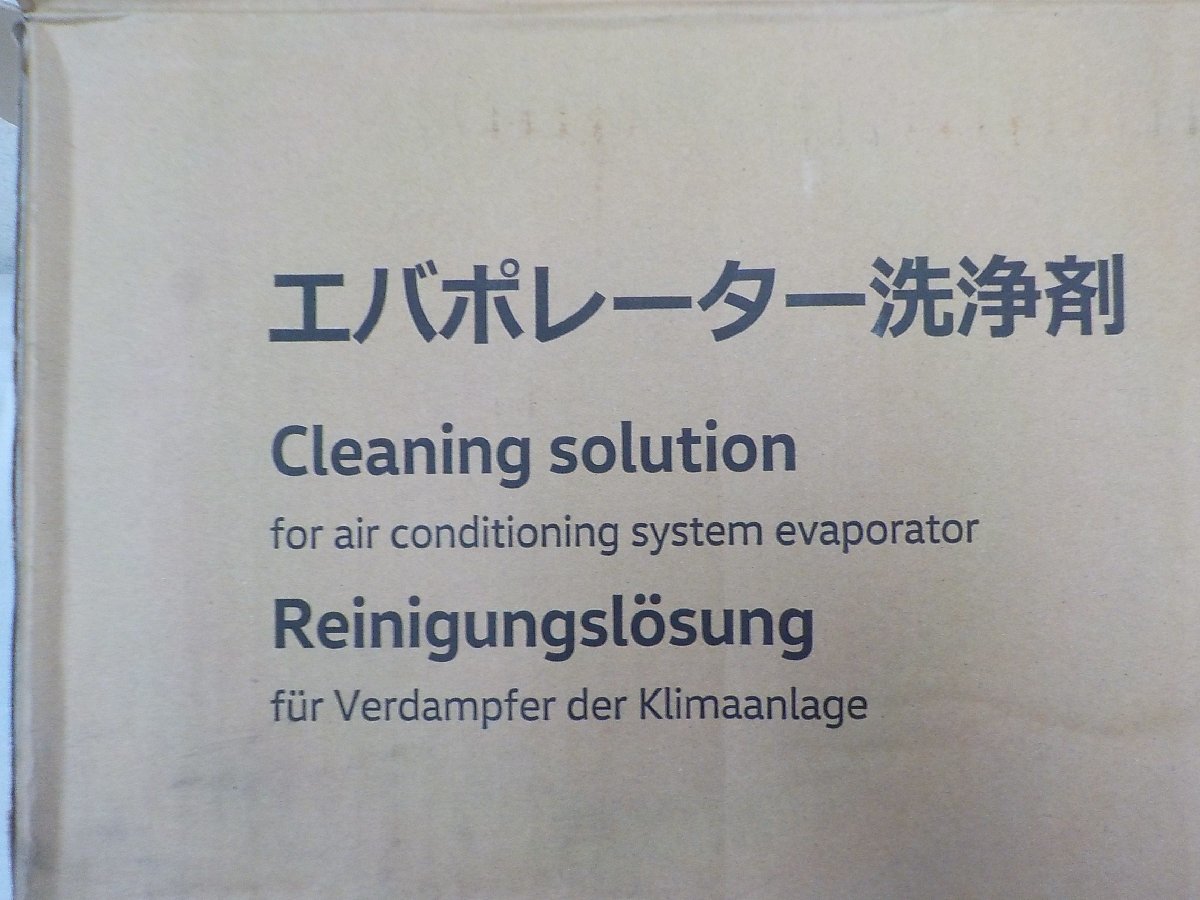 エバポレーター洗浄剤
Cleaning solution
for air conditioning system evaporator
Reinigungslösung
für Verdampfer der Klimaanlage